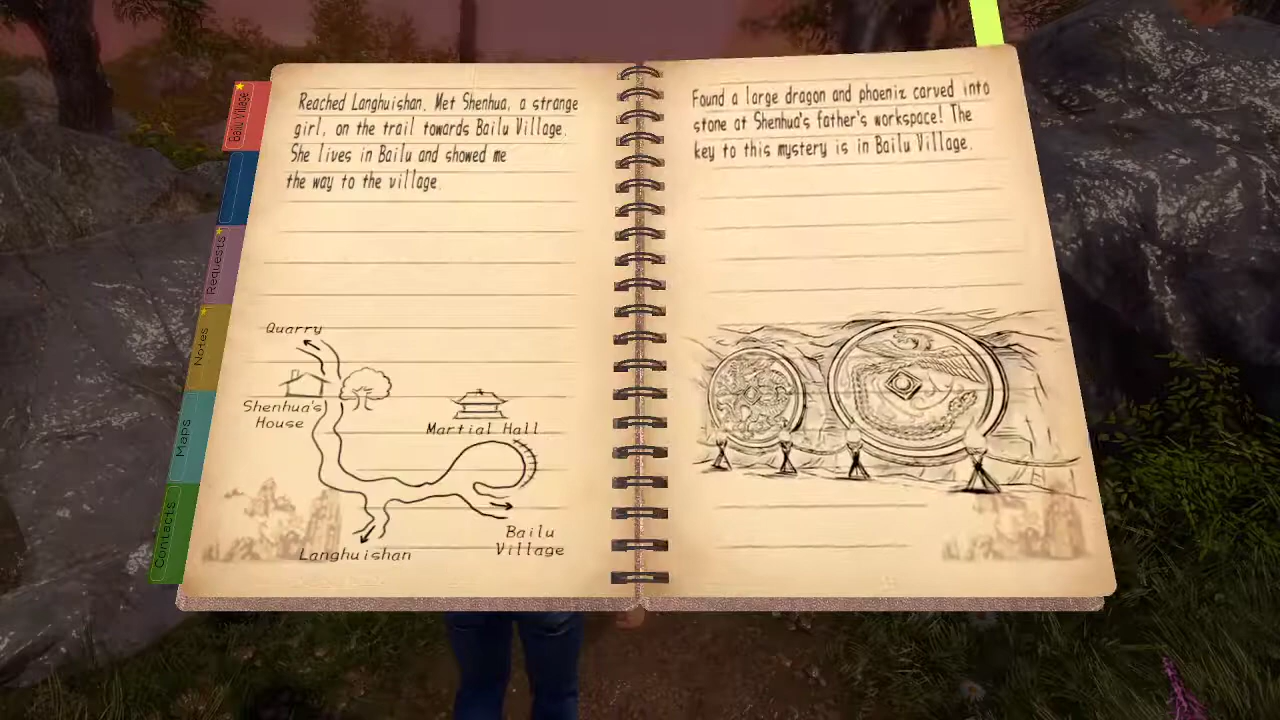 Bailu Village
Requests
Notes
Maps
Contacts
Reached Langhuishan. Met Shenhua, a strange
girl, on the trail towards Bailu Village.
She lives in Bailu and showed me
the way to the village.
Quarry
Shenhua's
House
Martial Hall
Bailu
Village
Langhuishan
Found a large dragon and phoenix carved into
stone at Shenhua's father's workspace! The
key to this mystery is in Bailu Village.